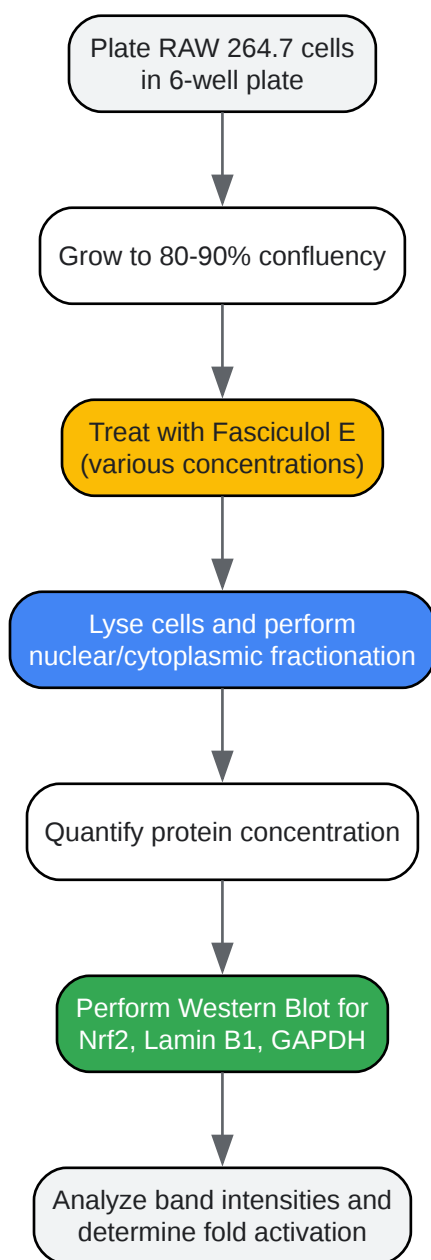 Plate RAW 264.7 cells
in 6-well plate
Grow to 80-90% confluency
Treat with Fasciculol E
(various concentrations)
Lyse cells and perform
nuclear/cytoplasmic fractionation
Quantify protein concentration
Perform Western Blot for
Nrf2, Lamin B1, GAPDH
Analyze band intensities and
determine fold activation